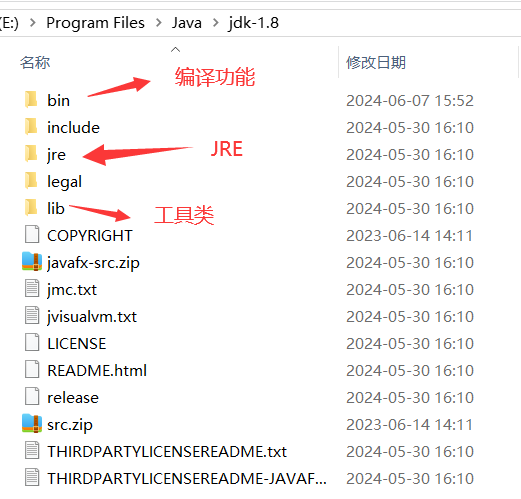 (E:) > Program Files > Java > jdk-1.8
名称 修改日期
bin 编译功能 2024-06-07 15:52
include 2024-05-30 16:10
jre JRE 2024-05-30 16:10
legal 2024-05-30 16:10
lib 工具类 2024-05-30 16:10
COPYRIGHT 2023-06-14 14:11
javafx-src.zip 2024-05-30 16:10
jmc.txt 2024-05-30 16:10
jvisualvm.txt 2024-05-30 16:10
LICENSE 2024-05-30 16:10
README.html 2024-05-30 16:10
release 2024-05-30 16:10
src.zip 2023-06-14 14:11
THIRDPARTYLICENSEREADME.txt 2024-05-30 16:10
THIRDPARTYLICENSEREADME-JAVAF... 2024-05-30 16:10